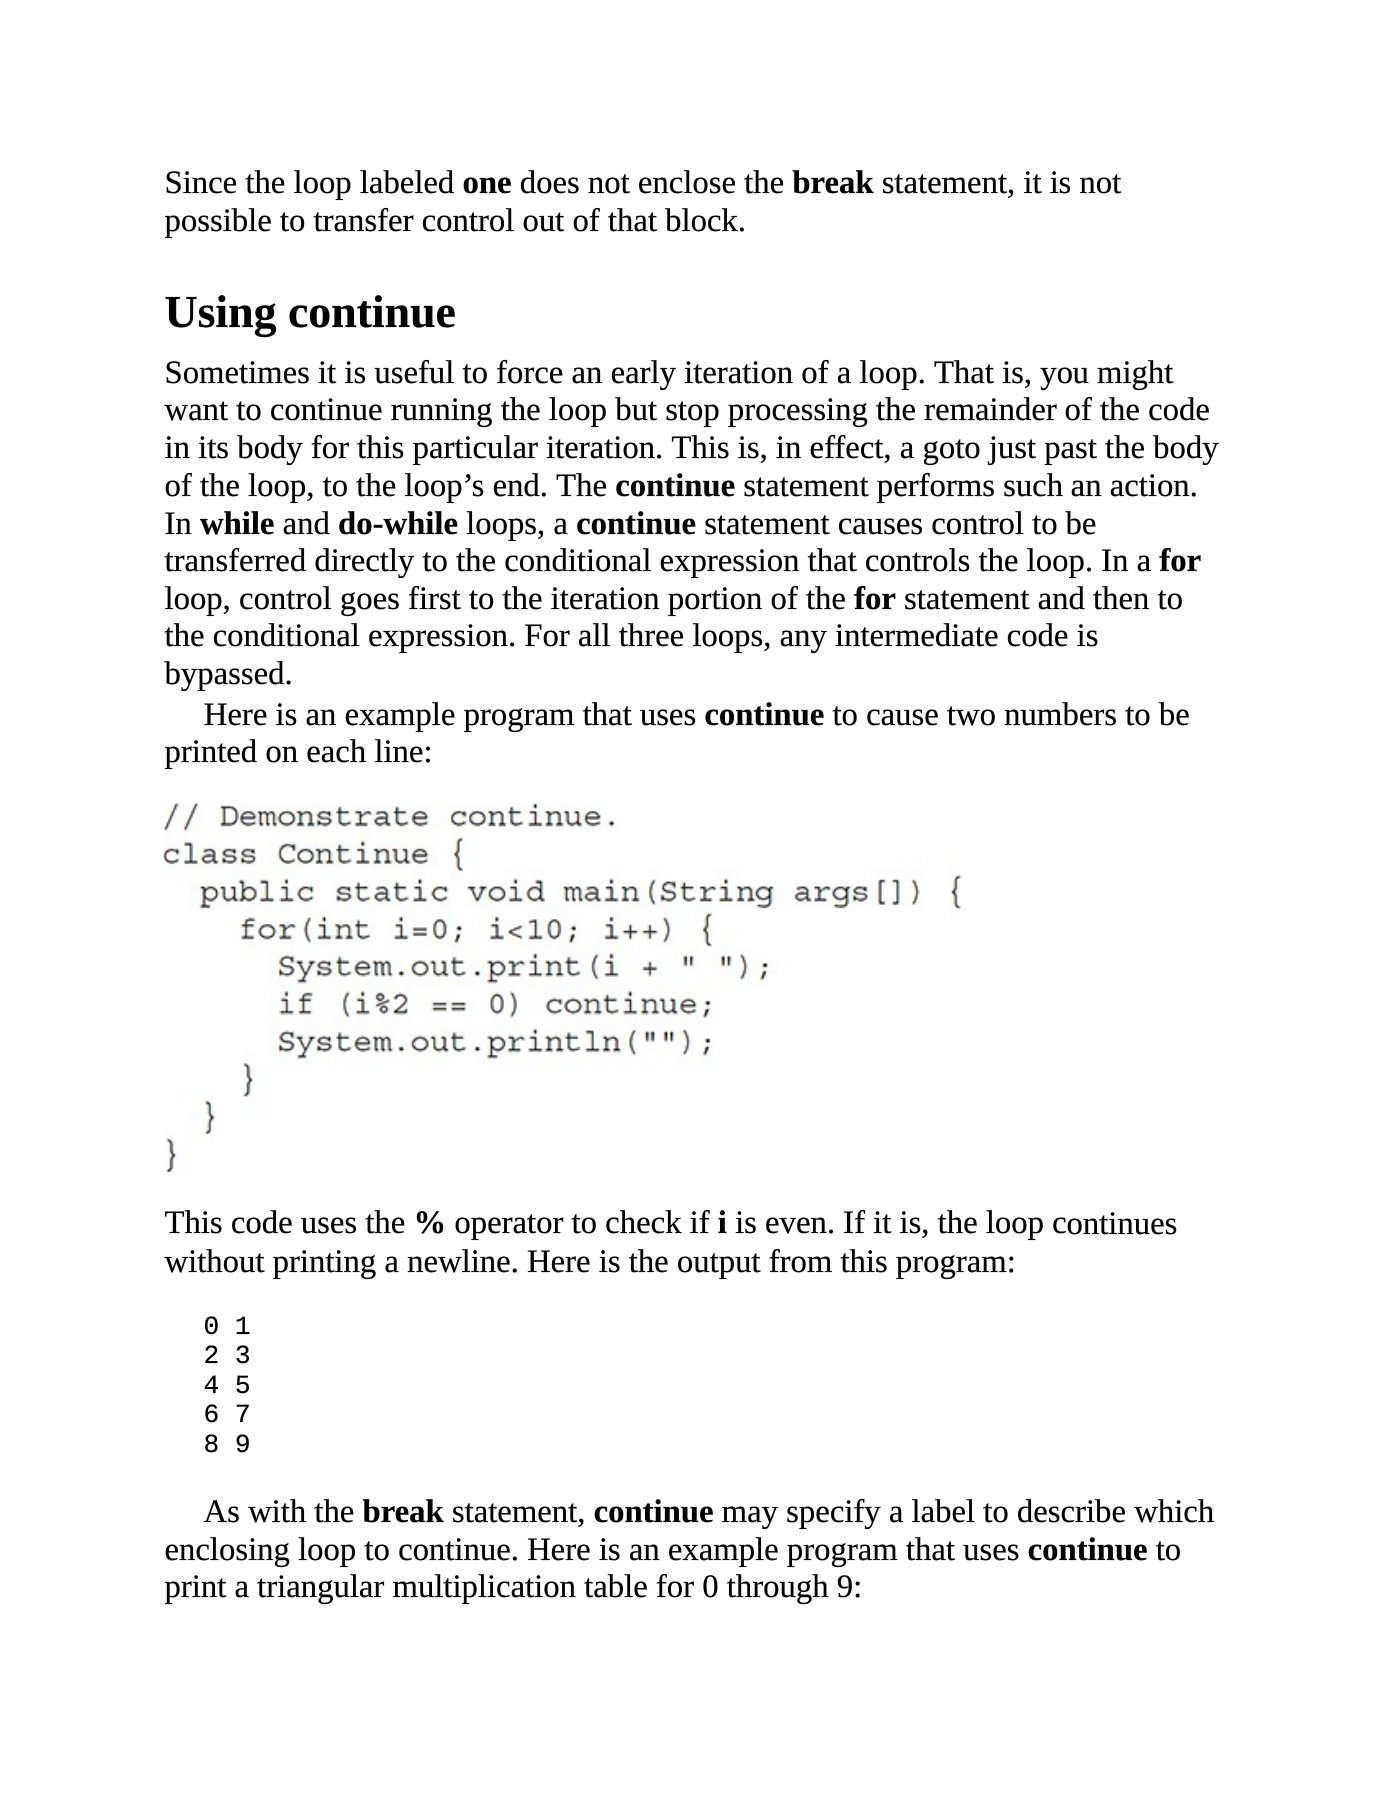 Since the loop labeled one does not enclose the break statement, it is not
possible to transfer control out of that block.
Using continue
Sometimes it is useful to force an early iteration of a loop. That is, you might
want to continue running the loop but stop processing the remainder of the code
in its body for this particular iteration. This is, in effect, a goto just past the body
of the loop, to the loop’s end. The continue statement performs such an action.
In while and do-while loops, a continue statement causes control to be
transferred directly to the conditional expression that controls the loop. In a for
loop, control goes first to the iteration portion of the for statement and then to
the conditional expression. For all three loops, any intermediate code is
bypassed.
Here is an example program that uses continue to cause two numbers to be
printed on each line:
// Demonstrate continue.
class Continue {
  public static void main(String args[]) {
    for(int i=0; i<10; i++) {
      System.out.print(i + " ");
      if (i%2 == 0) continue;
      System.out.println("");
    }
  }
}
This code uses the % operator to check if i is even. If it is, the loop continues
without printing a newline. Here is the output from this program:
0 1
2 3
4 5
6 7
8 9
As with the break statement, continue may specify a label to describe which
enclosing loop to continue. Here is an example program that uses continue to
print a triangular multiplication table for 0 through 9: